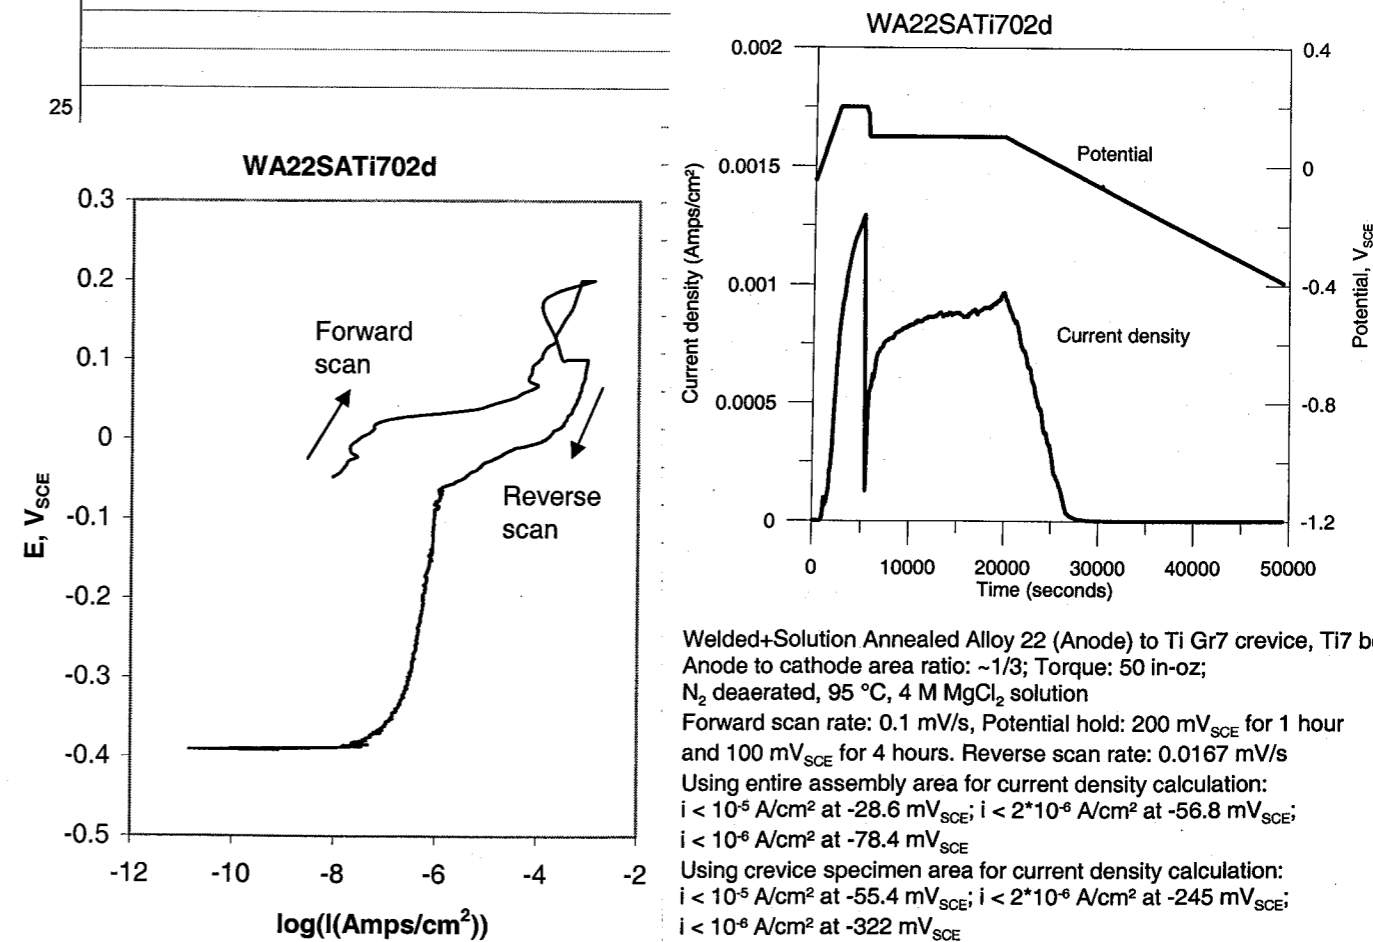 25
WA22SATi702d
0.3
0.2
0.1
0
-0.1
-0.2
-0.3
-0.4
-0.5
E, V_SCE
Forward
scan
Reverse
scan
-12 -10 -8 -6 -4 -2
log(I(Amps/cm²))
WA22SATi702d
0.002
0.0015
0.001
0.0005
0
Current density (Amps/cm²)
0.4
0
-0.4
-0.8
-1.2
Potential, V_SCE
Potential
Current density
0 10000 20000 30000 40000 50000
Time (seconds)
Welded+Solution Annealed Alloy 22 (Anode) to Ti Gr7 crevice, Ti7
Anode to cathode area ratio: ~1/3; Torque: 50 in-oz;
N₂ deaerated, 95 °C, 4 M MgCl₂ solution
Forward scan rate: 0.1 mV/s, Potential hold: 200 mV_SCE for 1 hour
and 100 mV_SCE for 4 hours. Reverse scan rate: 0.0167 mV/s
Using entire assembly area for current density calculation:
i < 10⁻⁵ A/cm² at -28.6 mV_SCE; i < 2*10⁻⁶ A/cm² at -56.8 mV_SCE;
i < 10⁻⁶ A/cm² at -78.4 mV_SCE
Using crevice specimen area for current density calculation:
i < 10⁻⁵ A/cm² at -55.4 mV_SCE; i < 2*10⁻⁶ A/cm² at -245 mV_SCE;
i < 10⁻⁶ A/cm² at -322 mV_SCE